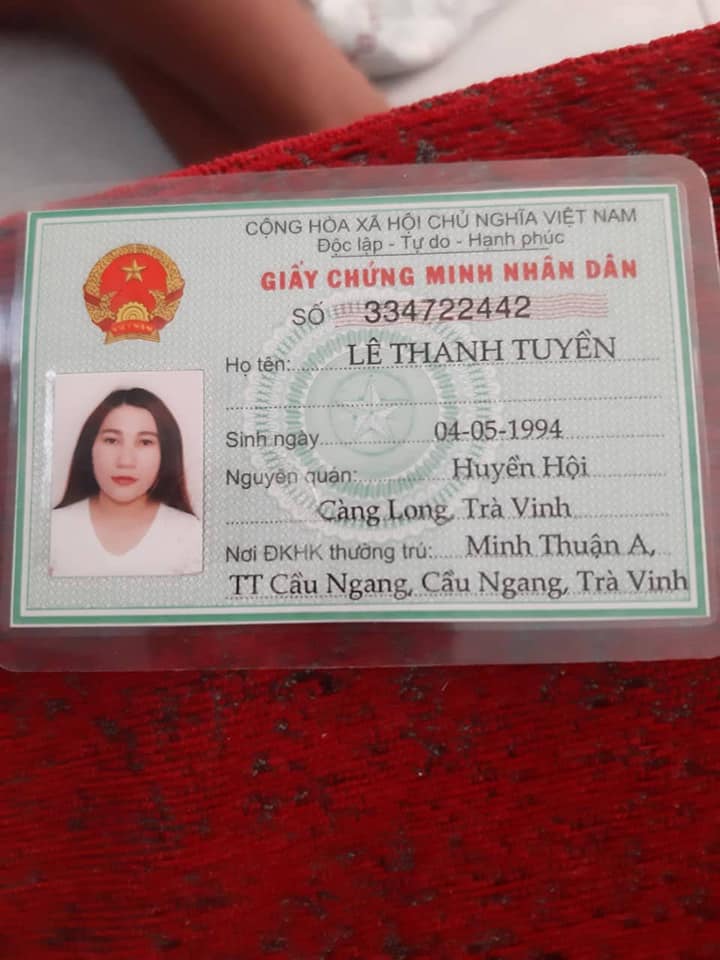 CỘNG HÒA XÃ HỘI CHỦ NGHĨA VIỆT NAM
Độc lập - Tự do - Hạnh phúc
GIẤY CHỨNG MINH NHÂN DÂN
SỐ 334722442
Họ tên: LÊ THANH TUYỀN
Sinh ngày 04-05-1994
Nguyên quán: Huyền Hội
Càng Long, Trà Vinh
Nơi ĐKHK thường trú: Minh Thuận A,
TT Cầu Ngang, Cầu Ngang, Trà Vinh
VIỆT NAM